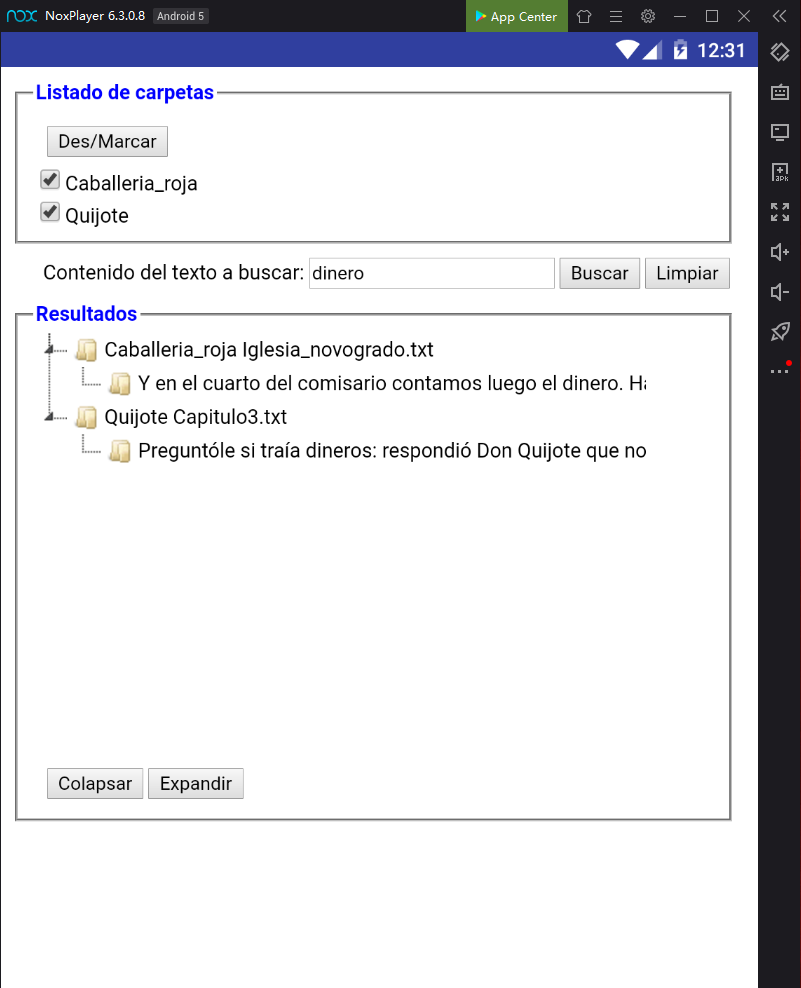 nox NoxPlayer 6.3.0.8 Android 5 App Center
12:31
Listado de carpetas
Des/Marcar
Caballeria_roja
Quijote
Contenido del texto a buscar: dinero Buscar Limpiar
Resultados
Caballeria_roja Iglesia_novogrado.txt
Y en el cuarto del comisario contamos luego el dinero. Ha
Quijote Capitulo3.txt
Preguntóle si traía dineros: respondió Don Quijote que no
Colapsar Expandir